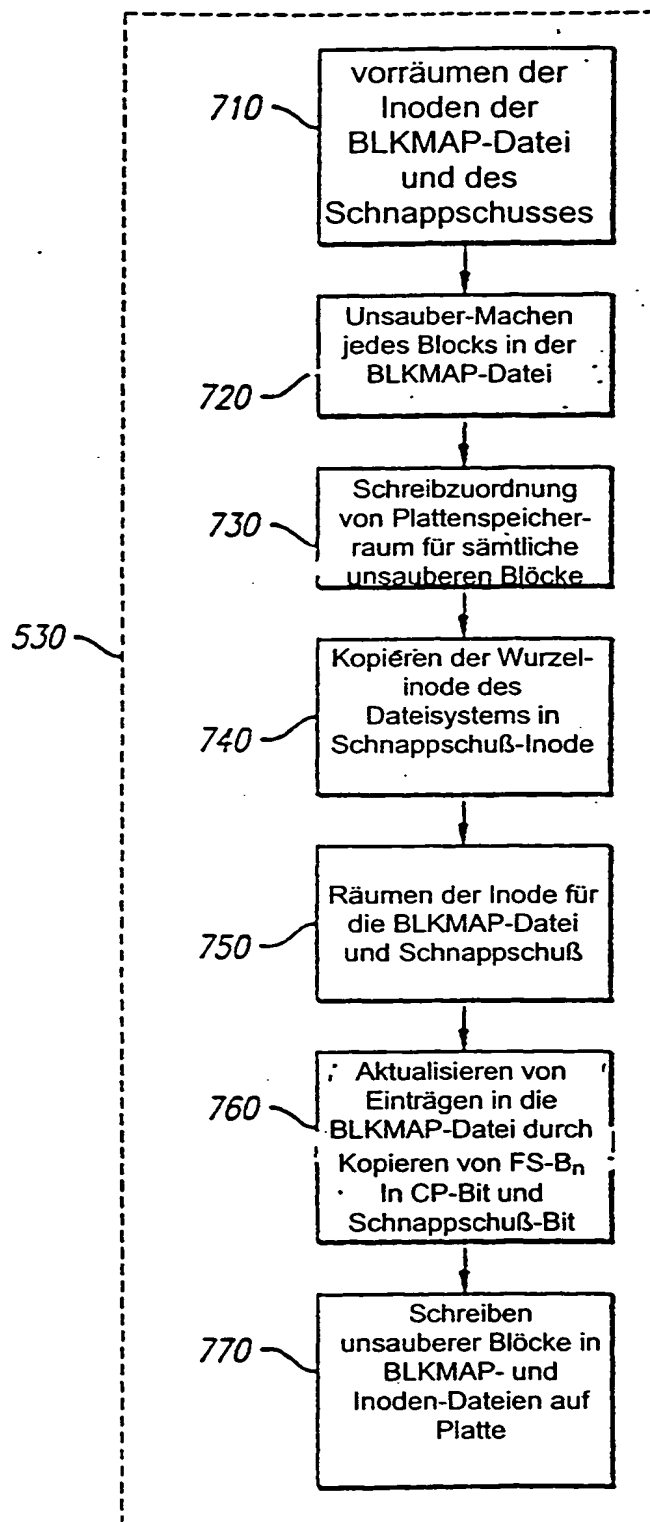 710
vorräumen der
Inoden der
BLKMAP-Datei
und des
Schnappschusses
720
Unsauber-Machen
jedes Blocks in der
BLKMAP-Datei
730
Schreibzuordnung
von Plattenspeicher-
raum für sämtliche
unsauberen Blöcke
530
740
Kopieren der Wurzel-
inode des
Dateisystems in
Schnappschuß-Inode
750
Räumen der Inode für
die BLKMAP-Datei
und Schnappschuß
760
Aktualisieren von
Einträgen in die
BLKMAP-Datei durch
Kopieren von FS-Bn
In CP-Bit und
Schnappschuß-Bit
770
Schreiben
unsauberer Blöcke in
BLKMAP- und
Inoden-Dateien auf
Platte